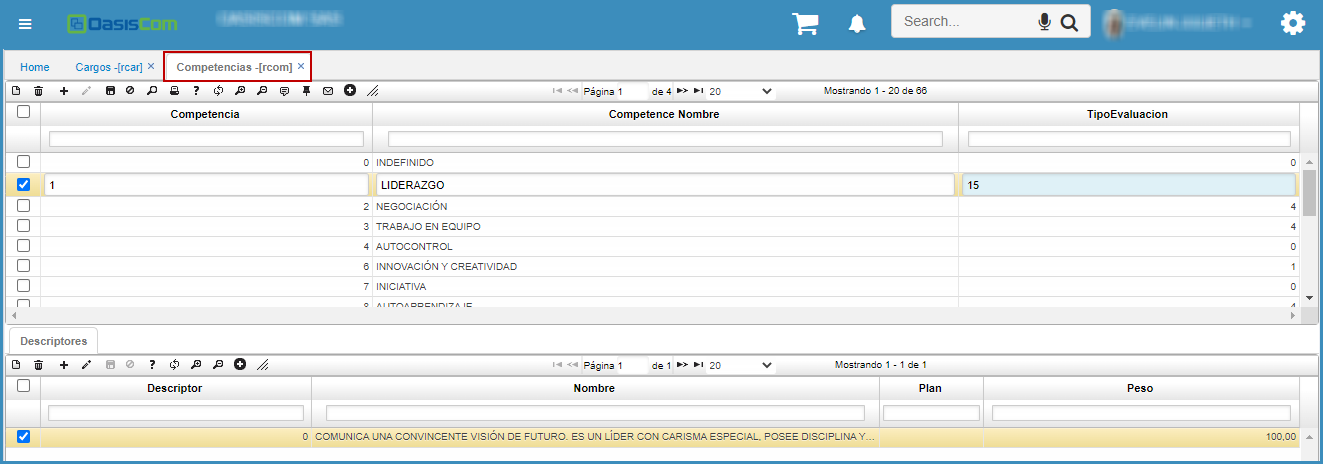 OasisCom
Search...
Home Cargos -[rcar] × Competencias -[rcom] ×
Página 1 de 4 20 Mostrando 1 - 20 de 66
Competencia Competence Nombre TipoEvaluacion
0 INDEFINIDO 0
1 LIDERAZGO 15
2 NEGOCIACIÓN 4
3 TRABAJO EN EQUIPO 4
4 AUTOCONTROL 0
6 INNOVACIÓN Y CREATIVIDAD 1
7 INICIATIVA 0
8 AUTOAPRENDIZAJE 4
Descriptores
Página 1 de 1 20 Mostrando 1 - 1 de 1
Descriptor Nombre Plan Peso
0 COMUNICA UNA CONVINCENTE VISIÓN DE FUTURO. ES UN LÍDER CON CARISMA ESPECIAL, POSEE DISCIPLINA Y... 100,00